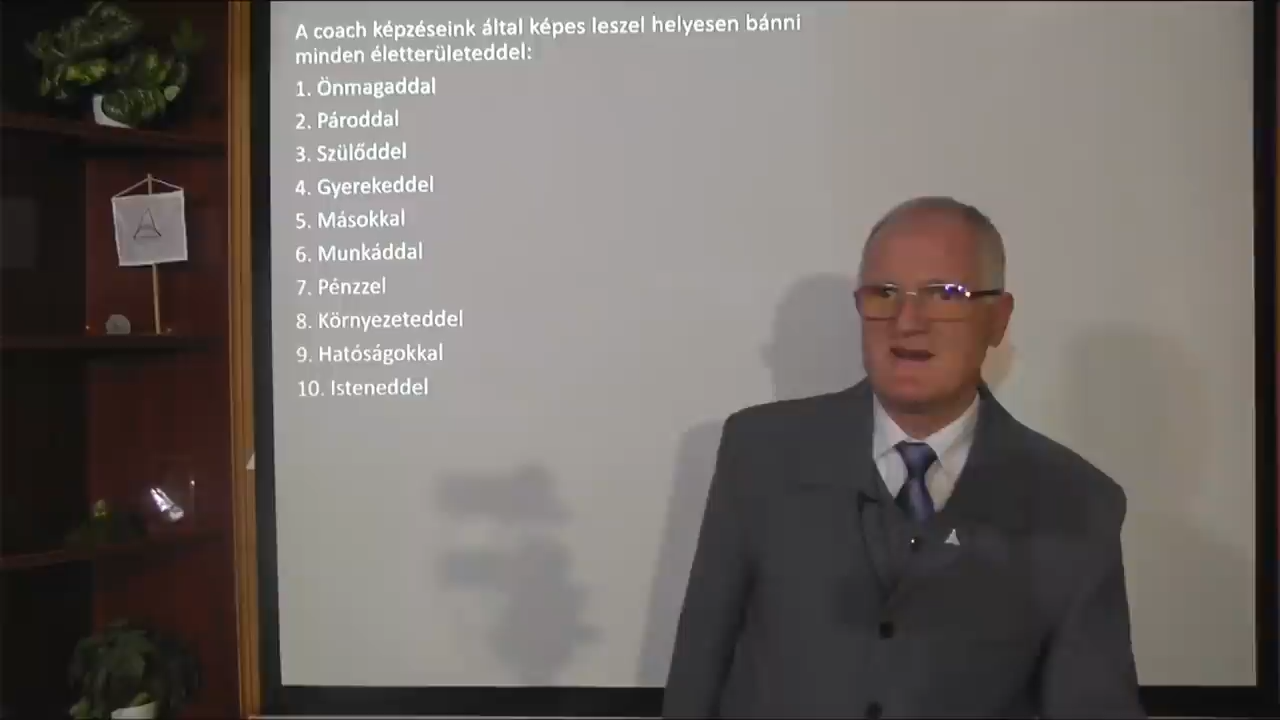 A coach képzéseink által képes leszel helyesen bánni
minden életterületeddel:
1. Önmagaddal
2. Pároddal
3. Szülőddel
4. Gyerekeddel
5. Másokkal
6. Munkáddal
7. Pénzzel
8. Környezeteddel
9. Hatóságokkal
10. Isteneddel